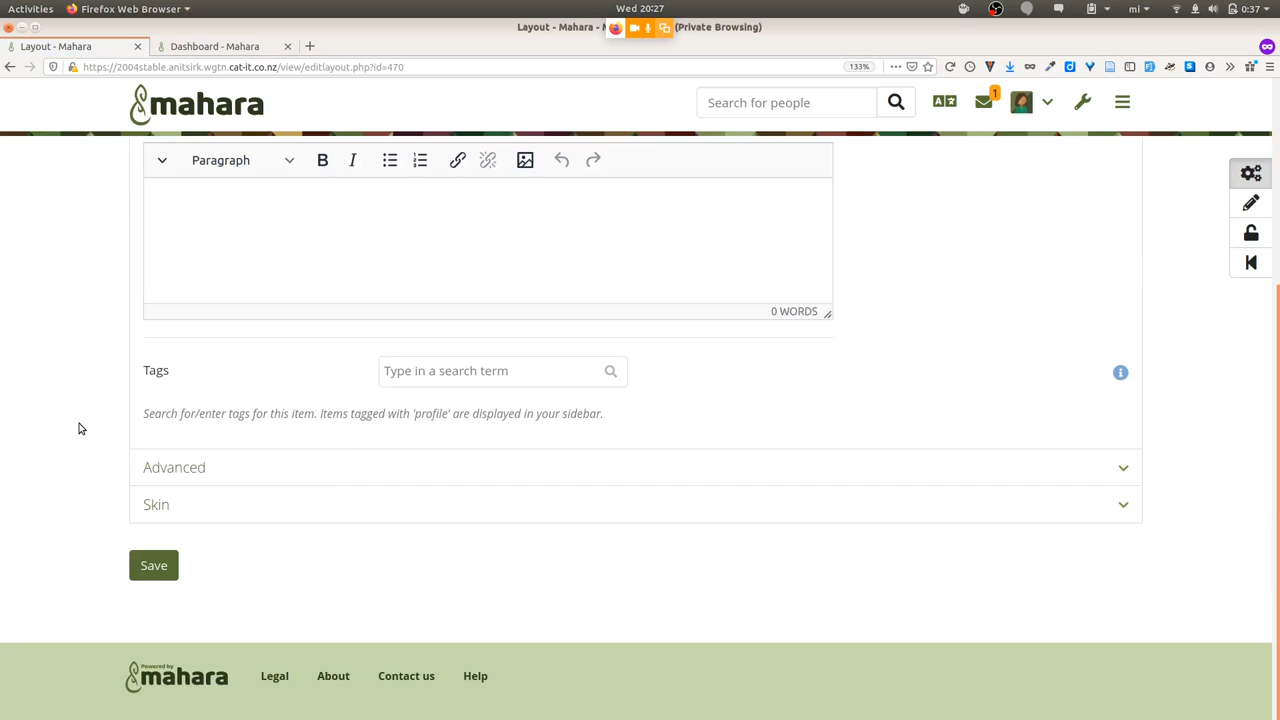 Activities Firefox Web Browser Wed 20:27 mi 0:37
Layout - Mahara - (Private Browsing)
Layout - Mahara Dashboard - Mahara
https://2004stable.anitsirk.wgtn.cat-it.co.nz/view/editlayout.php?id=470 133%
mahara Search for people 1
Paragraph B I
0 WORDS
Tags Type in a search term
Search for/enter tags for this item. Items tagged with 'profile' are displayed in your sidebar.
Advanced
Skin
Save
Powered by
mahara Legal About Contact us Help